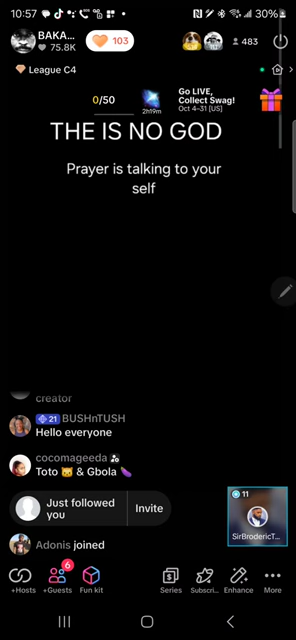 10:57
30%
BAKA...
75.8K
103
483
League C4
0/50
2h19m
Go LIVE,
Collect Swag!
Oct 4-31 [US]
THE IS NO GOD
Prayer is talking to your
self
creator
21 BUSHnTUSH
Hello everyone
cocomageeda
Toto 🐱 & Gbola 🍆
Just followed
you
Invite
11
SirBrodericT...
Adonis joined
6
+Hosts
+Guests
Fun kit
Series
Subscri...
Enhance
More